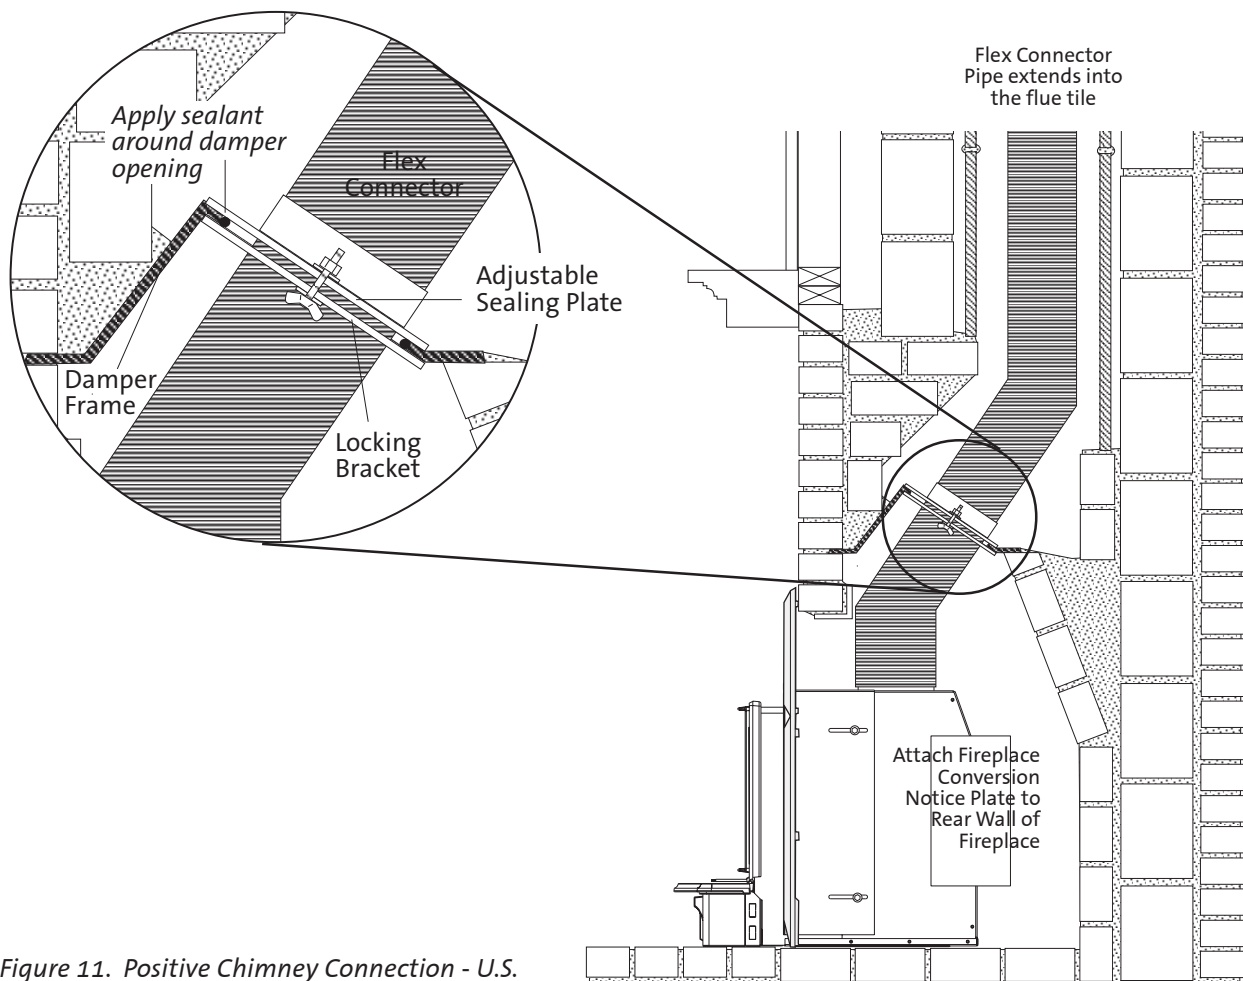 Flex Connector
Pipe extends into
the flue tile
Apply sealant
around damper
opening
Flex
Connector
Adjustable
Sealing Plate
Damper
Frame
Locking
Bracket
Attach Fireplace
Conversion
Notice Plate to
Rear Wall of
Fireplace
Figure 11. Positive Chimney Connection - U.S.